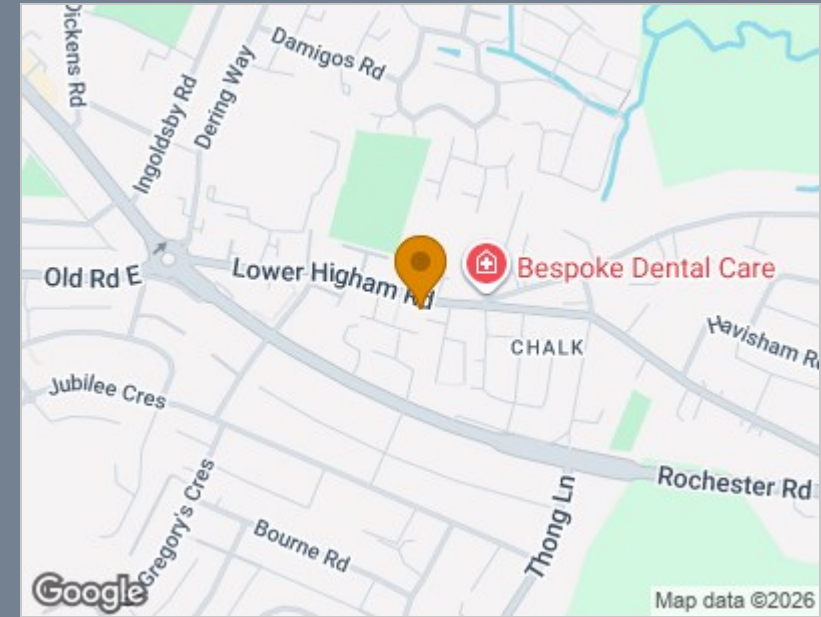 Dickens Rd
Ingoldsby Rd
Dering Way
Damigos Rd
Old Rd E
Lower Higham Rd
Bespoke Dental Care
CHALK
Havisham R
Jubilee Cres
Gregory's Cres
Bourne Rd
Thong Ln
Rochester Rd
Google
Map data ©2026